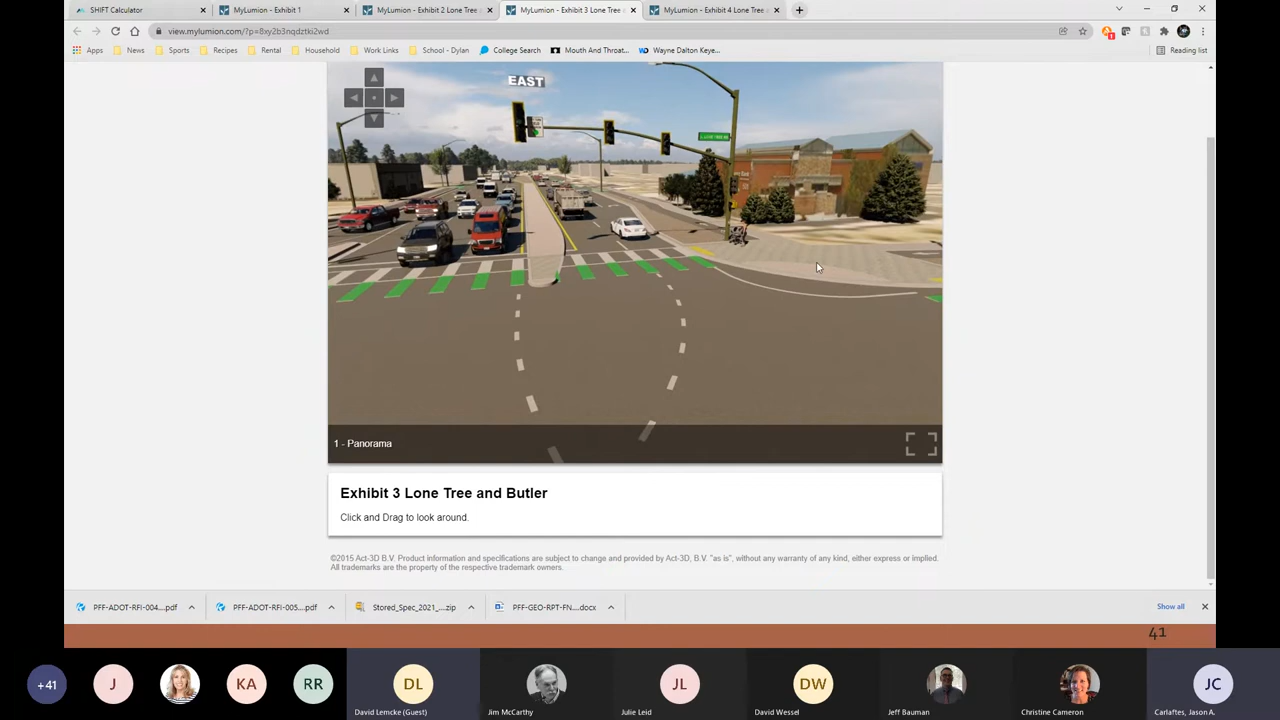 SHIFT Calculator
MyLumion - Exhibit 1
MyLumion - Exhibit 2 Lone Tree
MyLumion - Exhibit 3 Lone Tree
MyLumion - Exhibit 4 Lone Tree
view.mylumion.com/?p=8xy2b3nqdztki2wd
Apps
News
Sports
Recipes
Rental
Household
Work Links
School - Dylan
College Search
Mouth And Throat...
Wayne Dalton Keye...
Reading list
EAST
1 - Panorama
Exhibit 3 Lone Tree and Butler
Click and Drag to look around.
©2015 Act-3D B.V. Product information and specifications are subject to change and provided by Act-3D, B.V. "as is", without any warranty of any kind, either express or implied.
All trademarks are the property of the respective trademark owners.
PFF-ADOT-RFI-004....pdf
PFF-ADOT-RFI-005....pdf
Stored_Spec_2021_....zip
PFF-GEO-RPT-FN....docx
Show all
41
+41
J
KA
RR
DL
JL
DW
JC
David Lemcke (Guest)
Jim McCarthy
Julie Leid
David Wessel
Jeff Bauman
Christine Cameron
Carlaftes, Jason A.